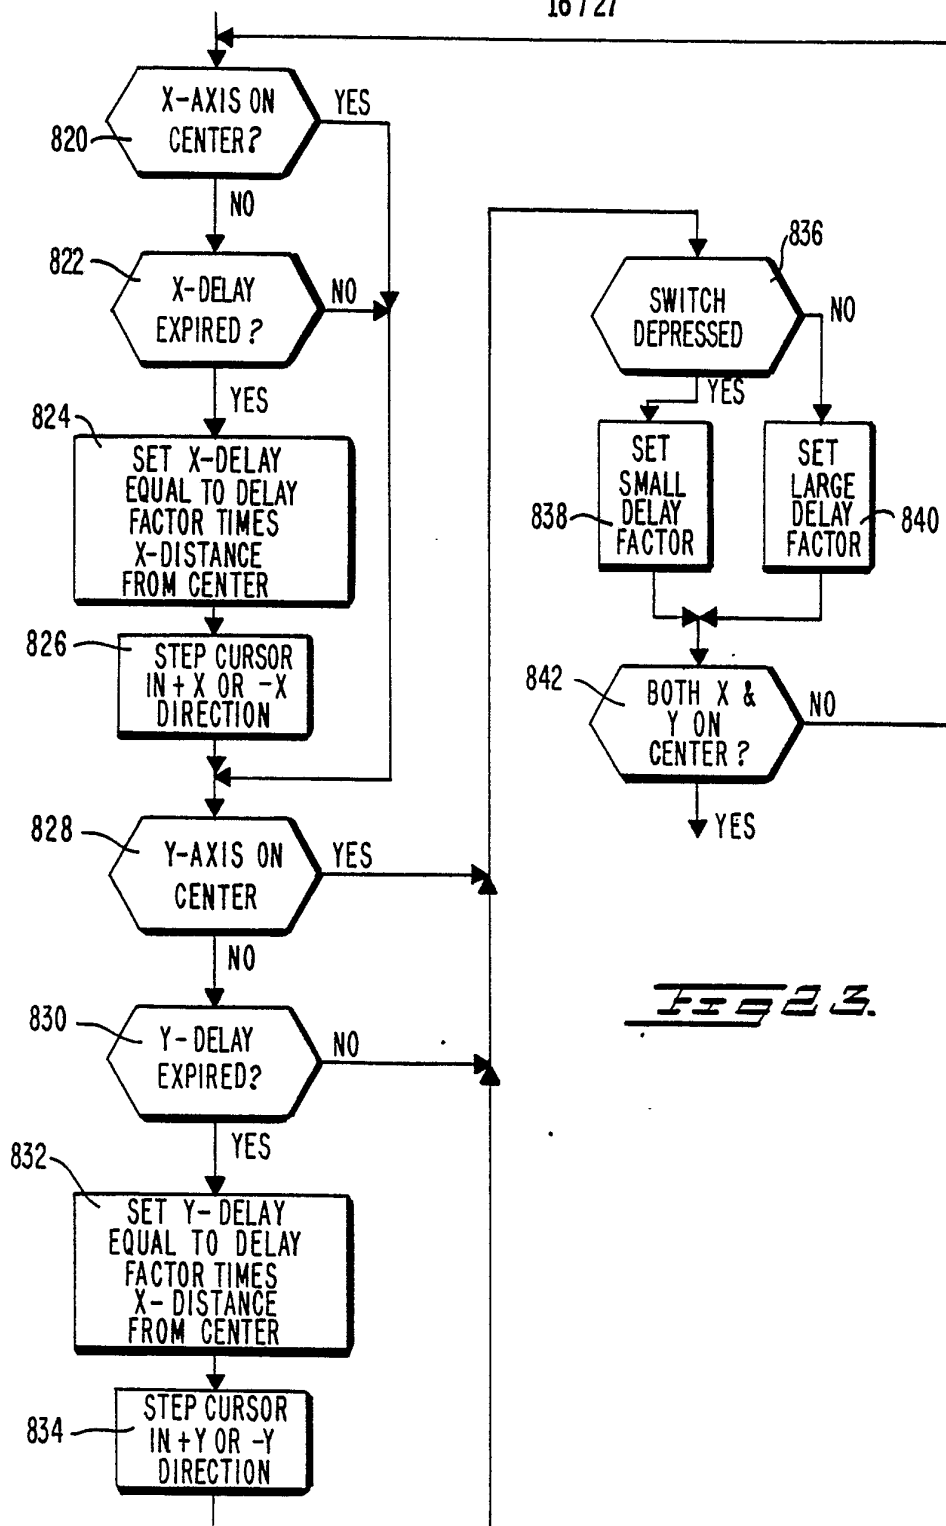 16/27
X-AXIS ON
CENTER?
820
YES
NO
822
X-DELAY
EXPIRED?
NO
YES
824
SET X-DELAY
EQUAL TO DELAY
FACTOR TIMES
X-DISTANCE
FROM CENTER
826
STEP CURSOR
IN +X OR -X
DIRECTION
828
Y-AXIS ON
CENTER
YES
NO
830
Y-DELAY
EXPIRED?
NO
YES
832
SET Y-DELAY
EQUAL TO DELAY
FACTOR TIMES
X-DISTANCE
FROM CENTER
834
STEP CURSOR
IN +Y OR -Y
DIRECTION
836
SWITCH
DEPRESSED
NO
YES
838
SET
SMALL
DELAY
FACTOR
SET
LARGE
DELAY
FACTOR
840
842
BOTH X &
Y ON
CENTER?
NO
YES
FIG 23.